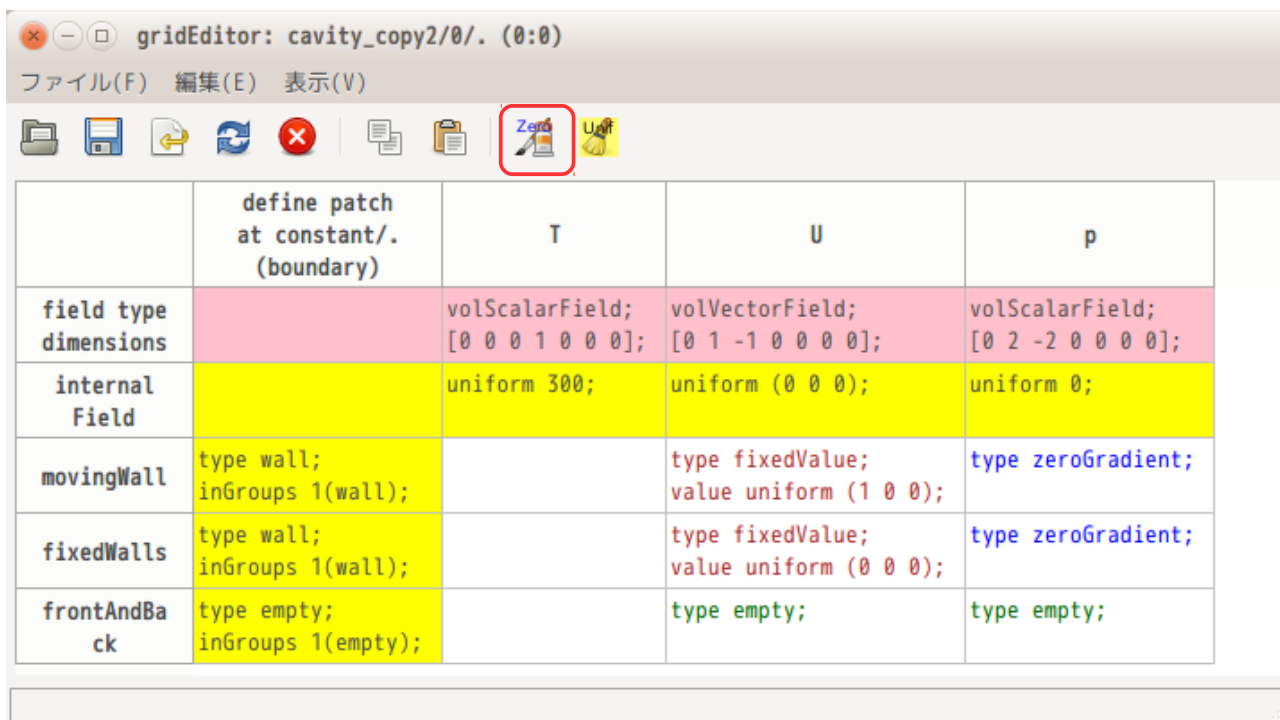 gridEditor: cavity_copy2/0/. (0:0)
ファイル(F) 編集(E) 表示(V)
Zero Unif
define patch
at constant/.
(boundary)
T
U
p
field type
dimensions
volScalarField;
[0 0 0 1 0 0 0];
volVectorField;
[0 1 -1 0 0 0 0];
volScalarField;
[0 2 -2 0 0 0 0];
internal
Field
uniform 300;
uniform (0 0 0);
uniform 0;
movingWall
type wall;
inGroups 1(wall);
type fixedValue;
value uniform (1 0 0);
type zeroGradient;
fixedWalls
type wall;
inGroups 1(wall);
type fixedValue;
value uniform (0 0 0);
type zeroGradient;
frontAndBa
ck
type empty;
inGroups 1(empty);
type empty;
type empty;